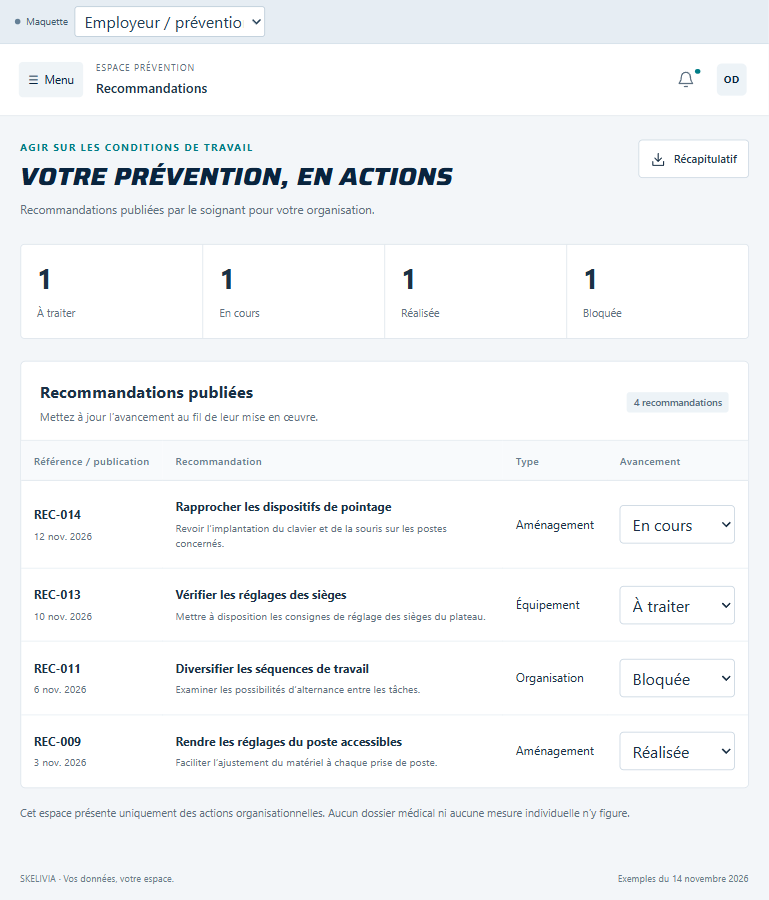 Maquette Employeur / préventio
Menu
ESPACE PRÉVENTION
Recommandations
OD
AGIR SUR LES CONDITIONS DE TRAVAIL
VOTRE PRÉVENTION, EN ACTIONS
Recommandations publiées par le soignant pour votre organisation.
Récapitulatif
1
À traiter
1
En cours
1
Réalisée
1
Bloquée
Recommandations publiées
Mettez à jour l'avancement au fil de leur mise en œuvre.
4 recommandations
Référence / publication Recommandation Type Avancement
REC-014
12 nov. 2026
Rapprocher les dispositifs de pointage
Revoir l'implantation du clavier et de la souris sur les postes
concernés.
Aménagement
En cours
REC-013
10 nov. 2026
Vérifier les réglages des sièges
Mettre à disposition les consignes de réglage des sièges du plateau.
Équipement
À traiter
REC-011
6 nov. 2026
Diversifier les séquences de travail
Examiner les possibilités d'alternance entre les tâches.
Organisation
Bloquée
REC-009
3 nov. 2026
Rendre les réglages du poste accessibles
Faciliter l'ajustement du matériel à chaque prise de poste.
Aménagement
Réalisée
Cet espace présente uniquement des actions organisationnelles. Aucun dossier médical ni aucune mesure individuelle n'y figure.
SKELIVIA · Vos données, votre espace.
Exemples du 14 novembre 2026